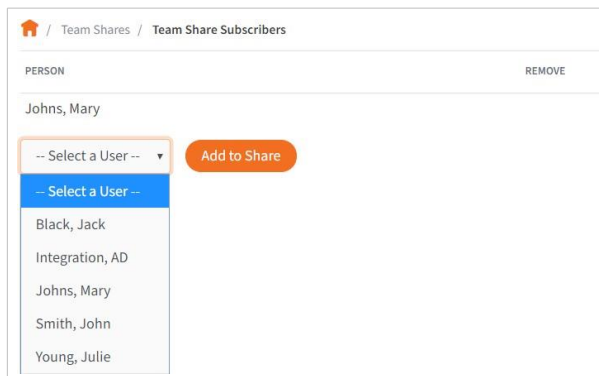 / Team Shares / Team Share Subscribers
PERSON REMOVE
Johns, Mary
-- Select a User -- Add to Share
-- Select a User --
Black, Jack
Integration, AD
Johns, Mary
Smith, John
Young, Julie